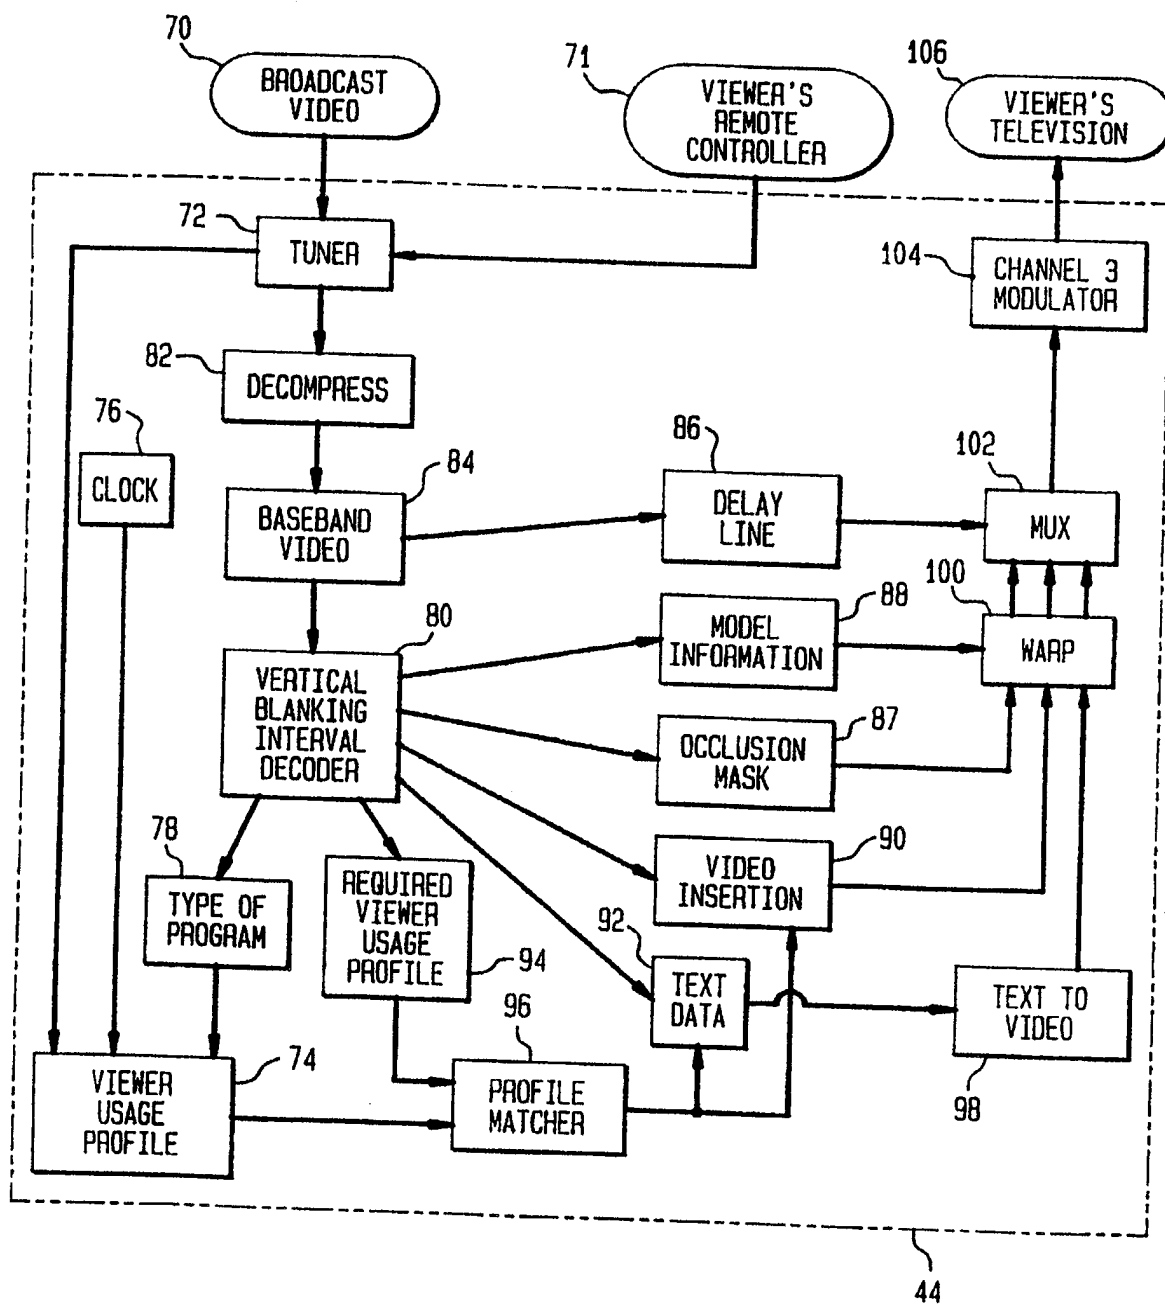 70
BROADCAST
VIDEO
71
VIEWER'S
REMOTE
CONTROLLER
106
VIEWER'S
TELEVISION
72
TUNER
104
CHANNEL 3
MODULATOR
82
DECOMPRESS
76
CLOCK
84
BASEBAND
VIDEO
86
DELAY
LINE
102
MUX
80
VERTICAL
BLANKING
INTERVAL
DECODER
88
MODEL
INFORMATION
100
WARP
87
OCCLUSION
MASK
78
TYPE OF
PROGRAM
REQUIRED
VIEWER
USAGE
PROFILE
94
90
VIDEO
INSERTION
92
TEXT
DATA
TEXT TO
VIDEO
98
74
VIEWER
USAGE
PROFILE
96
PROFILE
MATCHER
44